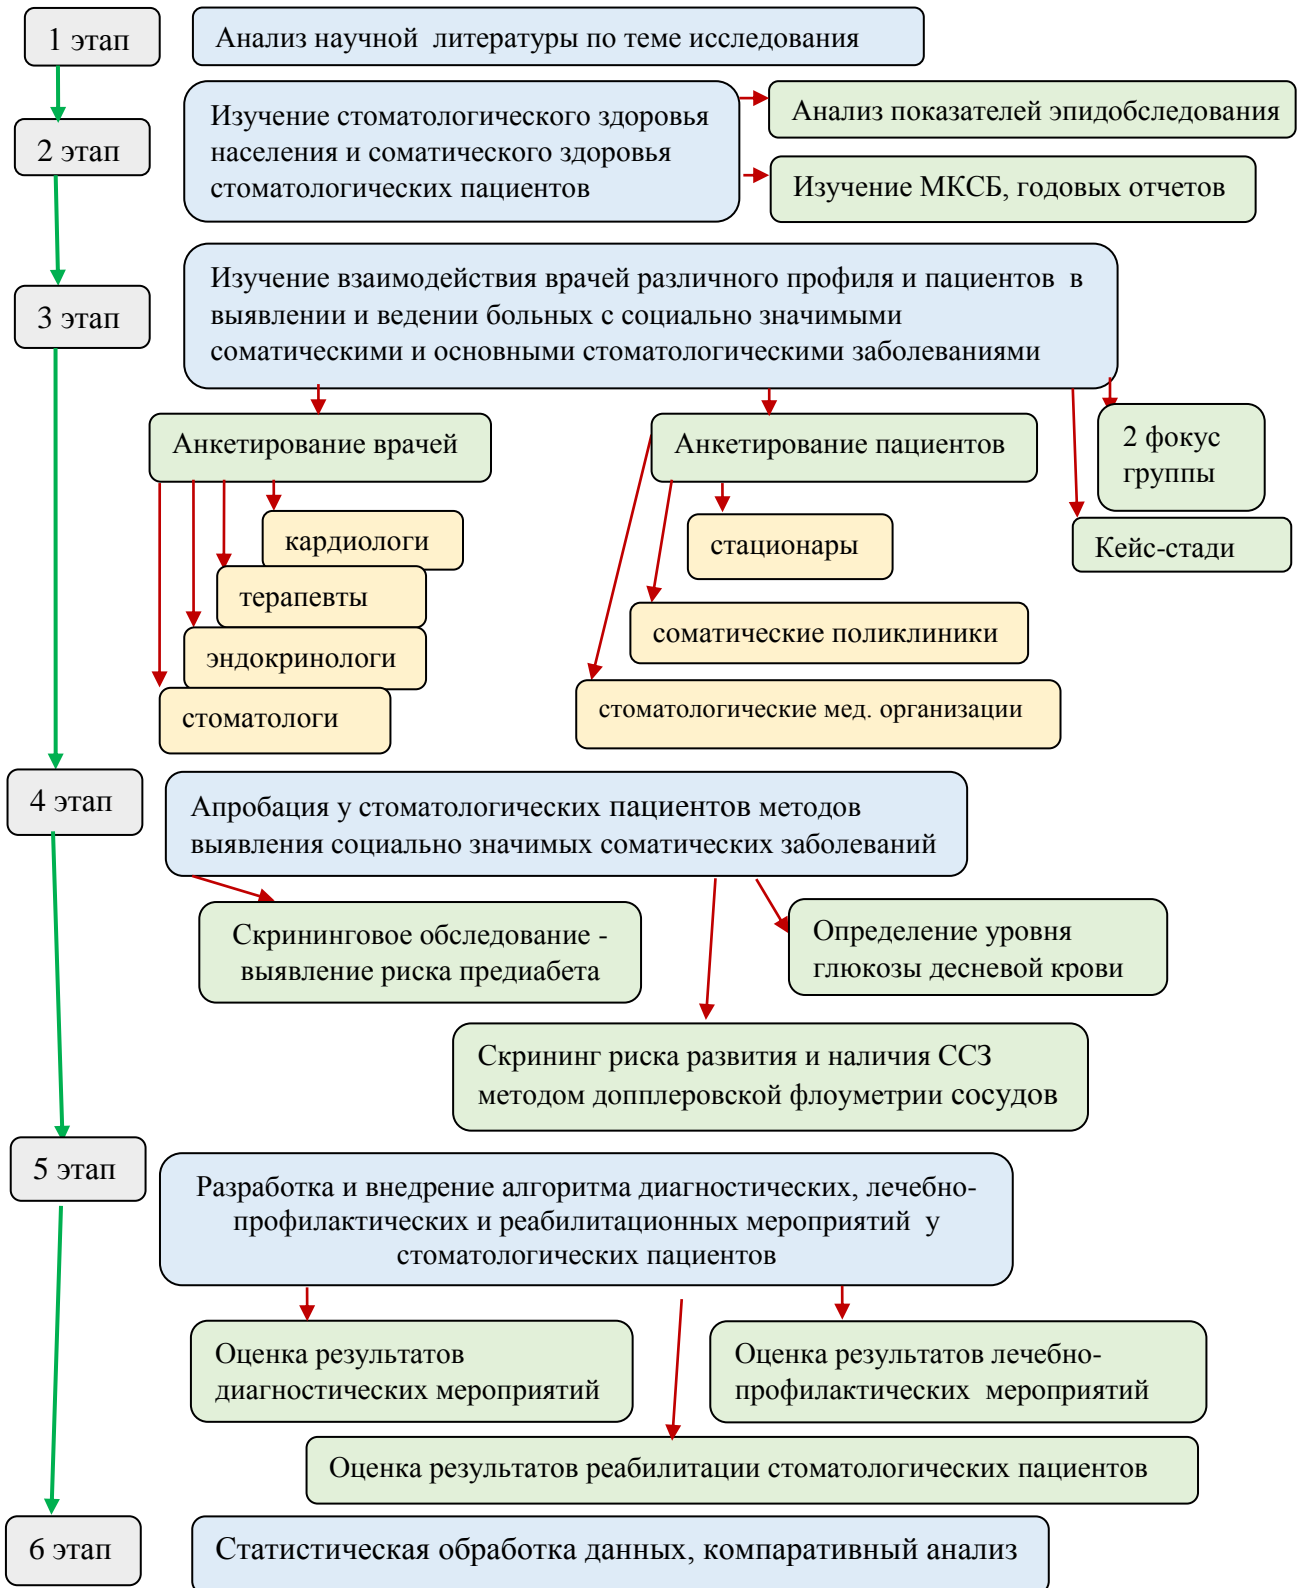 1 этап
Анализ научной литературы по теме исследования
2 этап
Изучение стоматологического здоровья
населения и соматического здоровья
стоматологических пациентов
Анализ показателей эпидобследования
Изучение МКСБ, годовых отчетов
3 этап
Изучение взаимодействия врачей различного профиля и пациентов в
выявлении и ведении больных с социально значимыми
соматическими и основными стоматологическими заболеваниями
Анкетирование врачей
кардиологи
терапевты
эндокринологи
стоматологи
Анкетирование пациентов
стационары
соматические поликлиники
стоматологические мед. организации
2 фокус
группы
Кейс-стади
4 этап
Апробация у стоматологических пациентов методов
выявления социально значимых соматических заболеваний
Скрининговое обследование -
выявление риска предиабета
Определение уровня
глюкозы десневой крови
Скрининг риска развития и наличия ССЗ
методом допплеровской флоуметрии сосудов
5 этап
Разработка и внедрение алгоритма диагностических, лечебно-
профилактических и реабилитационных мероприятий у
стоматологических пациентов
Оценка результатов
диагностических мероприятий
Оценка результатов лечебно-
профилактических мероприятий
Оценка результатов реабилитации стоматологических пациентов
6 этап
Статистическая обработка данных, компаративный анализ